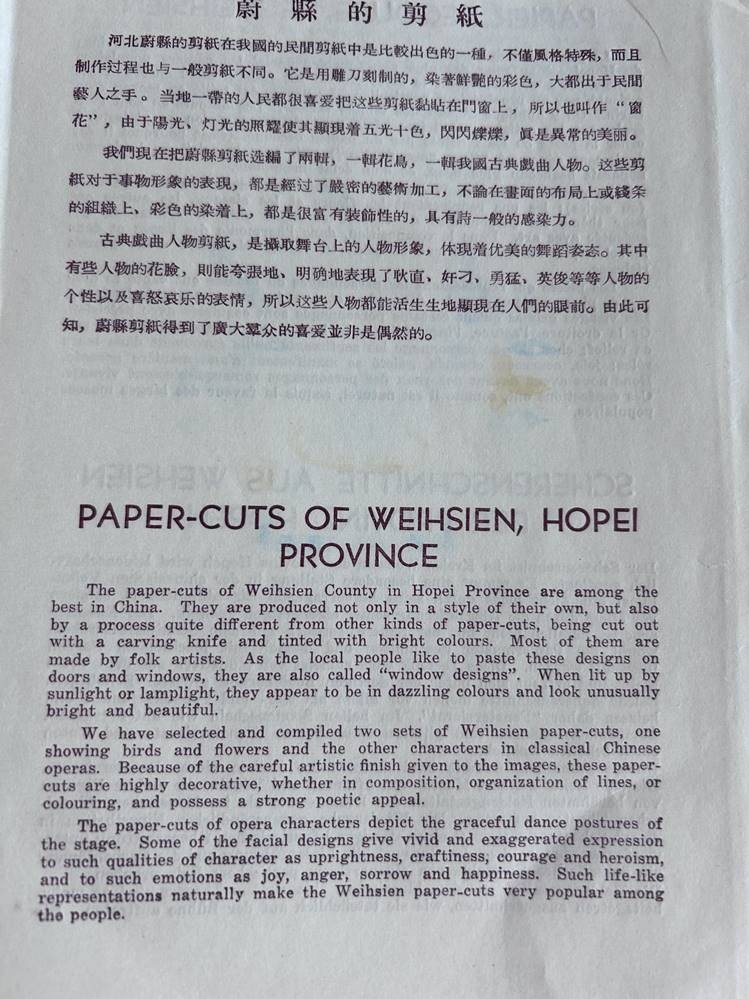 蔚縣的剪紙
河北蔚縣的剪紙在我國的民間剪紙中是比較出色的一種，不僅風格特殊，而且
制作过程也与一般剪紙不同。它是用雕刀刻制的，染著鮮艷的彩色，大都出于民間
藝人之手。当地一帶的人民都很喜爱把这些剪紙黏貼在門窗上，所以也叫作“窗
花”，由于陽光、灯光的照耀使其顯現着五光十色，閃閃爍爍，眞是異常的美丽。
我們現在把蔚縣剪紙选編了兩輯，一輯花鳥，一輯我國古典戲曲人物。这些剪
紙对于事物形象的表現，都是經过了嚴密的藝術加工，不論在畫面的布局上或綫条
的組織上、彩色的染着上，都是很富有裝飾性的，具有詩一般的感染力。
古典戲曲人物剪紙，是攝取舞台上的人物形象，体現着优美的舞蹈姿态。其中
有些人物的花臉，則能夸張地、明确地表現了耿直、奸刁、勇猛、英俊等等人物的
个性以及喜怒哀乐的表情，所以这些人物都能活生生地顯現在人們的眼前。由此可
知，蔚縣剪紙得到了廣大羣众的喜爱並非是偶然的。
PAPER-CUTS OF WEIHSIEN, HOPEI
PROVINCE
The paper-cuts of Weihsien County in Hopei Province are among the
best in China. They are produced not only in a style of their own, but also
by a process quite different from other kinds of paper-cuts, being cut out
with a carving knife and tinted with bright colours. Most of them are
made by folk artists. As the local people like to paste these designs on
doors and windows, they are also called “window designs”. When lit up by
sunlight or lamplight, they appear to be in dazzling colours and look unusually
bright and beautiful.
We have selected and compiled two sets of Weihsien paper-cuts, one
showing birds and flowers and the other characters in classical Chinese
operas. Because of the careful artistic finish given to the images, these paper-
cuts are highly decorative, whether in composition, organization of lines, or
colouring, and possess a strong poetic appeal.
The paper-cuts of opera characters depict the graceful dance postures of
the stage. Some of the facial designs give vivid and exaggerated expression
to such qualities of character as uprightness, craftiness, courage and heroism,
and to such emotions as joy, anger, sorrow and happiness. Such life-like
representations naturally make the Weihsien paper-cuts very popular among
the people.